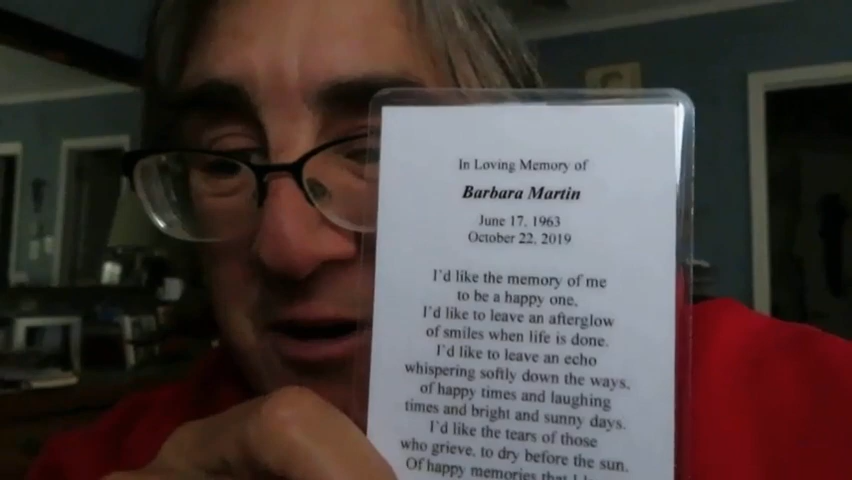 In Loving Memory of
Barbara Martin
June 17, 1963
October 22, 2019
I'd like the memory of me
to be a happy one,
I'd like to leave an afterglow
of smiles when life is done.
I'd like to leave an echo
whispering softly down the ways,
of happy times and laughing
times and bright and sunny days.
I'd like the tears of those
who grieve, to dry before the sun.
Of happy memories that I